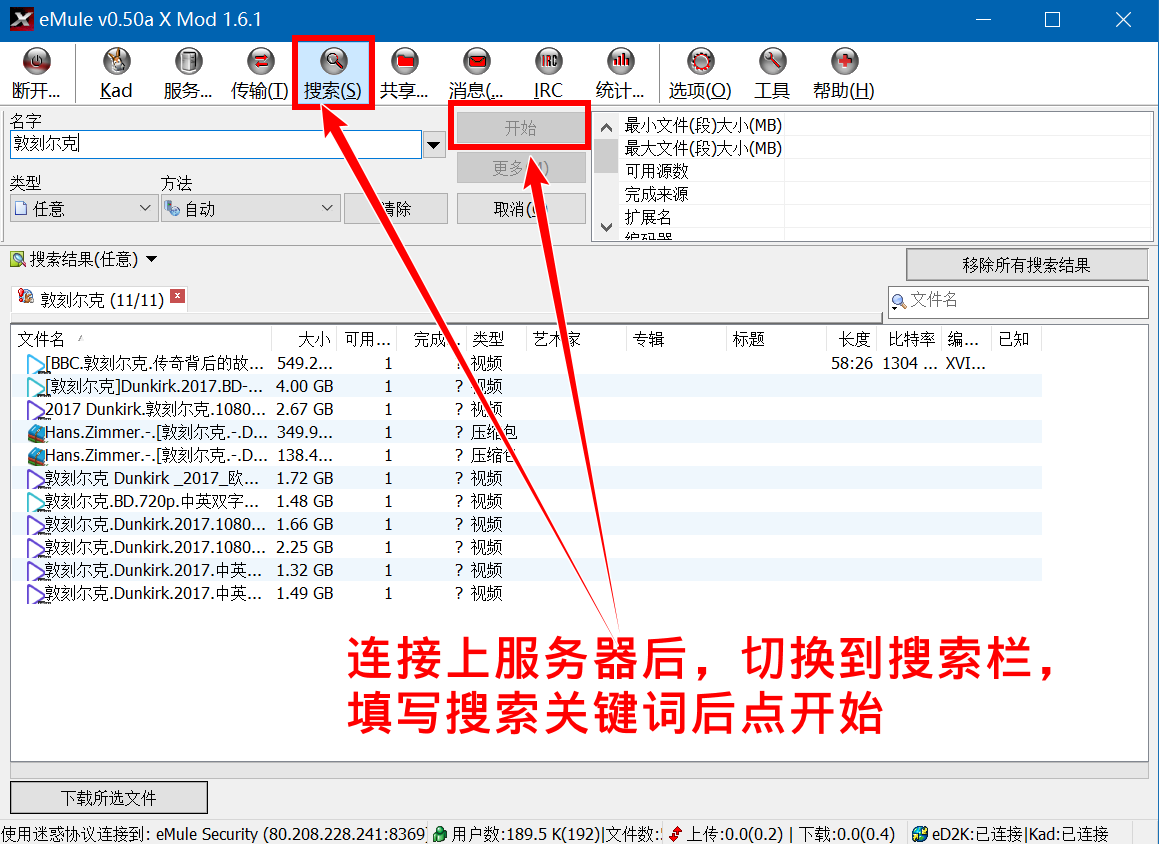 eMule v0.50a X Mod 1.6.1
断开... Kad 服务... 传输(T) 搜索(S) 共享... 消息(... IRC 统计... 选项(O) 工具 帮助(H)
名字
敦刻尔克
开始
更多
类型 方法
任意 自动 清除 取消(
最小文件(段)大小(MB)
最大文件(段)大小(MB)
可用源数
完成来源
扩展名
编码器
搜索结果(任意)
移除所有搜索结果
敦刻尔克 (11/11)
文件名
文件名 大小 可用... 完成... 类型 艺术家 专辑 标题 长度 比特率 编... 已知
[BBC.敦刻尔克.传奇背后的故... 549.2... 1 ? 视频 58:26 1304 ... XVI...
[敦刻尔克]Dunkirk.2017.BD-... 4.00 GB 1 ? 视频
2017 Dunkirk.敦刻尔克.1080... 2.67 GB 1 ? 视频
Hans.Zimmer.-.[敦刻尔克.-.D... 349.9... 1 ? 压缩包
Hans.Zimmer.-.[敦刻尔克.-.D... 138.4... 1 ? 压缩包
敦刻尔克 Dunkirk _2017_欧... 1.72 GB 1 ? 视频
敦刻尔克.BD.720p.中英双字... 1.48 GB 1 ? 视频
敦刻尔克.Dunkirk.2017.1080... 1.66 GB 1 ? 视频
敦刻尔克.Dunkirk.2017.1080... 2.25 GB 1 ? 视频
敦刻尔克.Dunkirk.2017.中英... 1.32 GB 1 ? 视频
敦刻尔克.Dunkirk.2017.中英... 1.49 GB 1 ? 视频
连接上服务器后，切换到搜索栏，
填写搜索关键词后点开始
下载所选文件
使用迷惑协议连接到: eMule Security (80.208.228.241:8369) 用户数:189.5 K(192)|文件数: 上传:0.0(0.2) | 下载:0.0(0.4) eD2K:已连接|Kad:已连接